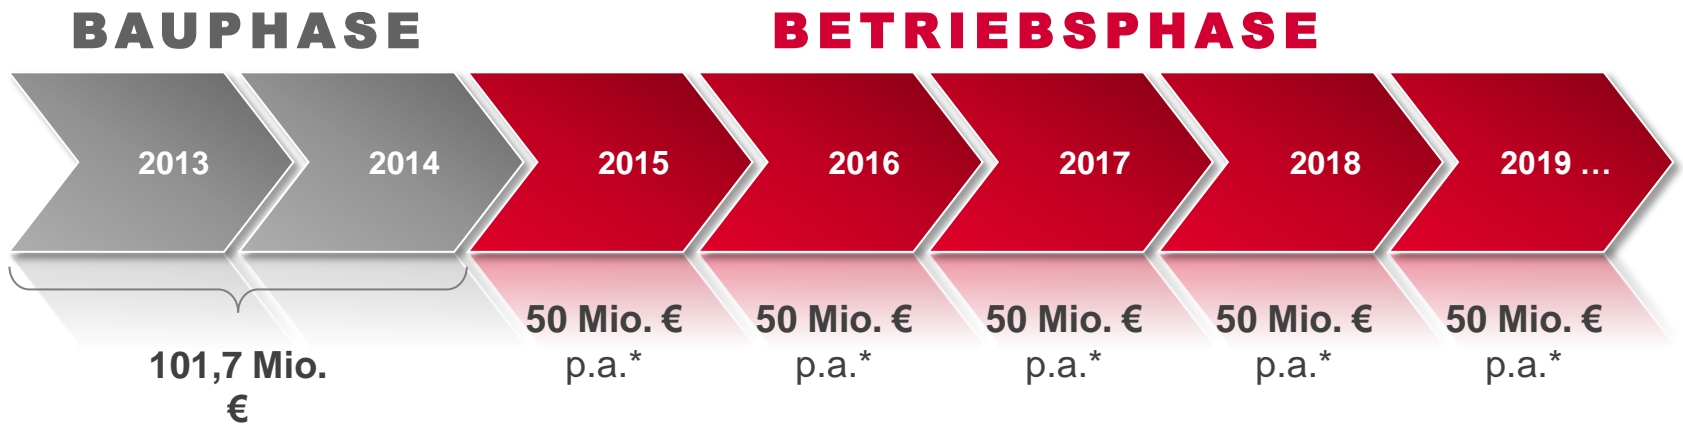 BAUPHASE
BETRIEBSPHASE
2013
2014
2015
2016
2017
2018
2019 ...
50 Mio. €
p.a.*
50 Mio. €
p.a.*
50 Mio. €
p.a.*
50 Mio. €
p.a.*
50 Mio. €
p.a.*
101,7 Mio.
€